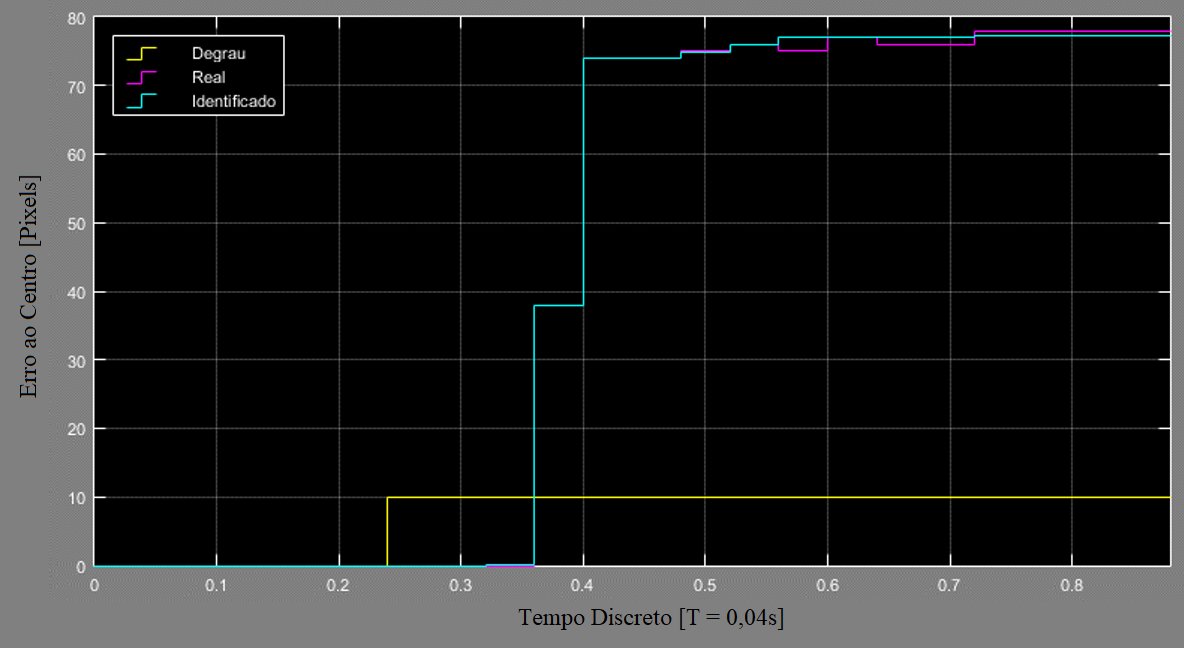 80
70
60
50
40
30
20
10
0
Erro ao Centro [Pixels]
Degrau
Real
Identificado
0 0.1 0.2 0.3 0.4 0.5 0.6 0.7 0.8
Tempo Discreto [T = 0,04s]